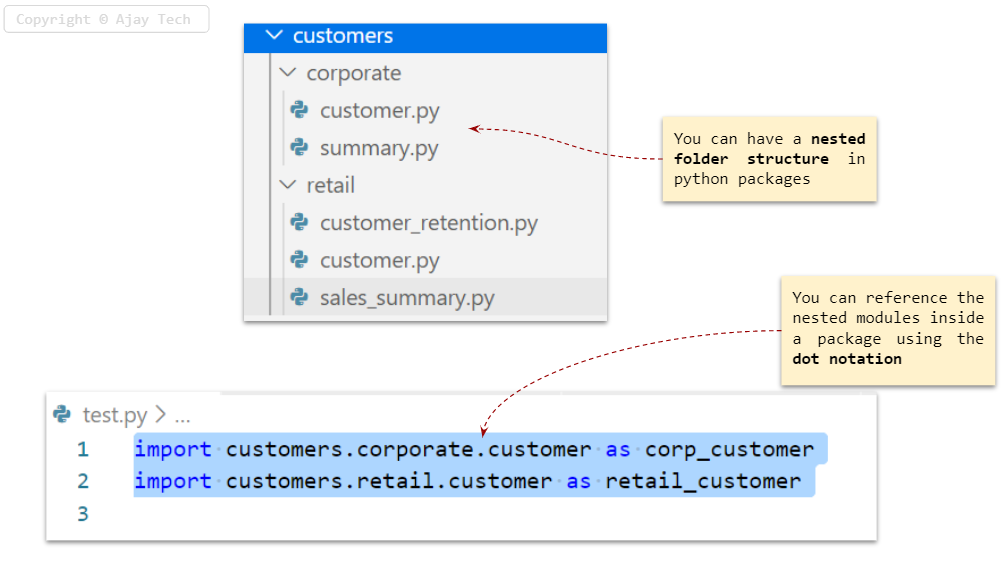 Copyright © Ajay Tech
customers
corporate
customer.py
summary.py
retail
customer_retention.py
customer.py
sales_summary.py
You can have a nested
folder structure in
python packages
You can reference the
nested modules inside
a package using the
dot notation
test.py > ...
1 import customers.corporate.customer as corp_customer
2 import customers.retail.customer as retail_customer
3